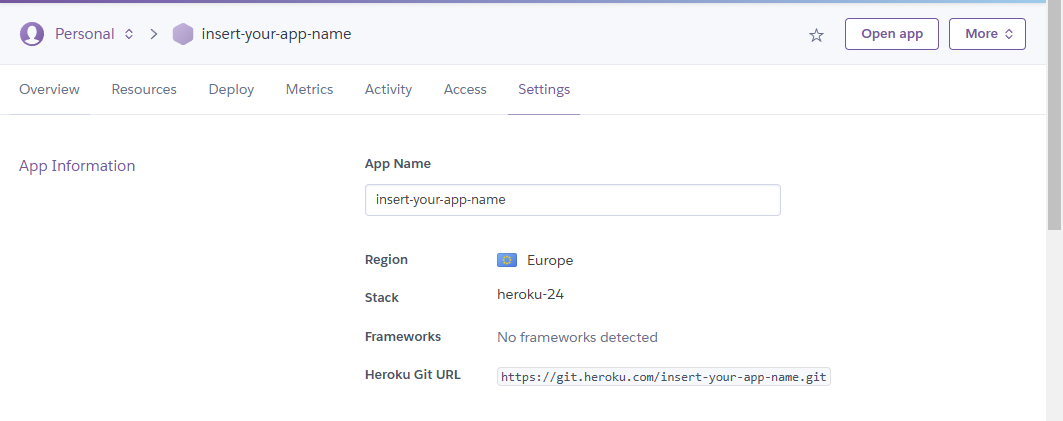 Personal insert-your-app-name Open app More
Overview Resources Deploy Metrics Activity Access Settings
App Information
App Name
insert-your-app-name
Region Europe
Stack heroku-24
Frameworks No frameworks detected
Heroku Git URL https://git.heroku.com/insert-your-app-name.git